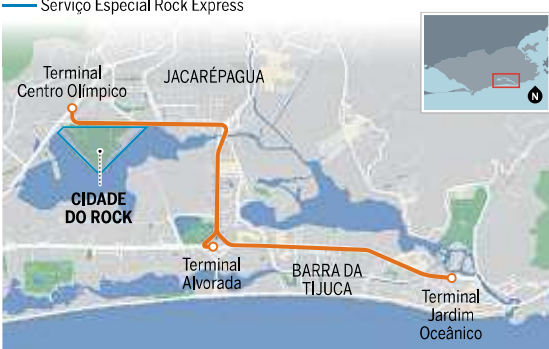 Serviço Especial Rock Express
Terminal
Centro Olímpico
JACARÉPAGUA
N
CIDADE
DO ROCK
Terminal
Alvorada
BARRA DA
TIJUCA
Terminal
Jardim
Oceânico